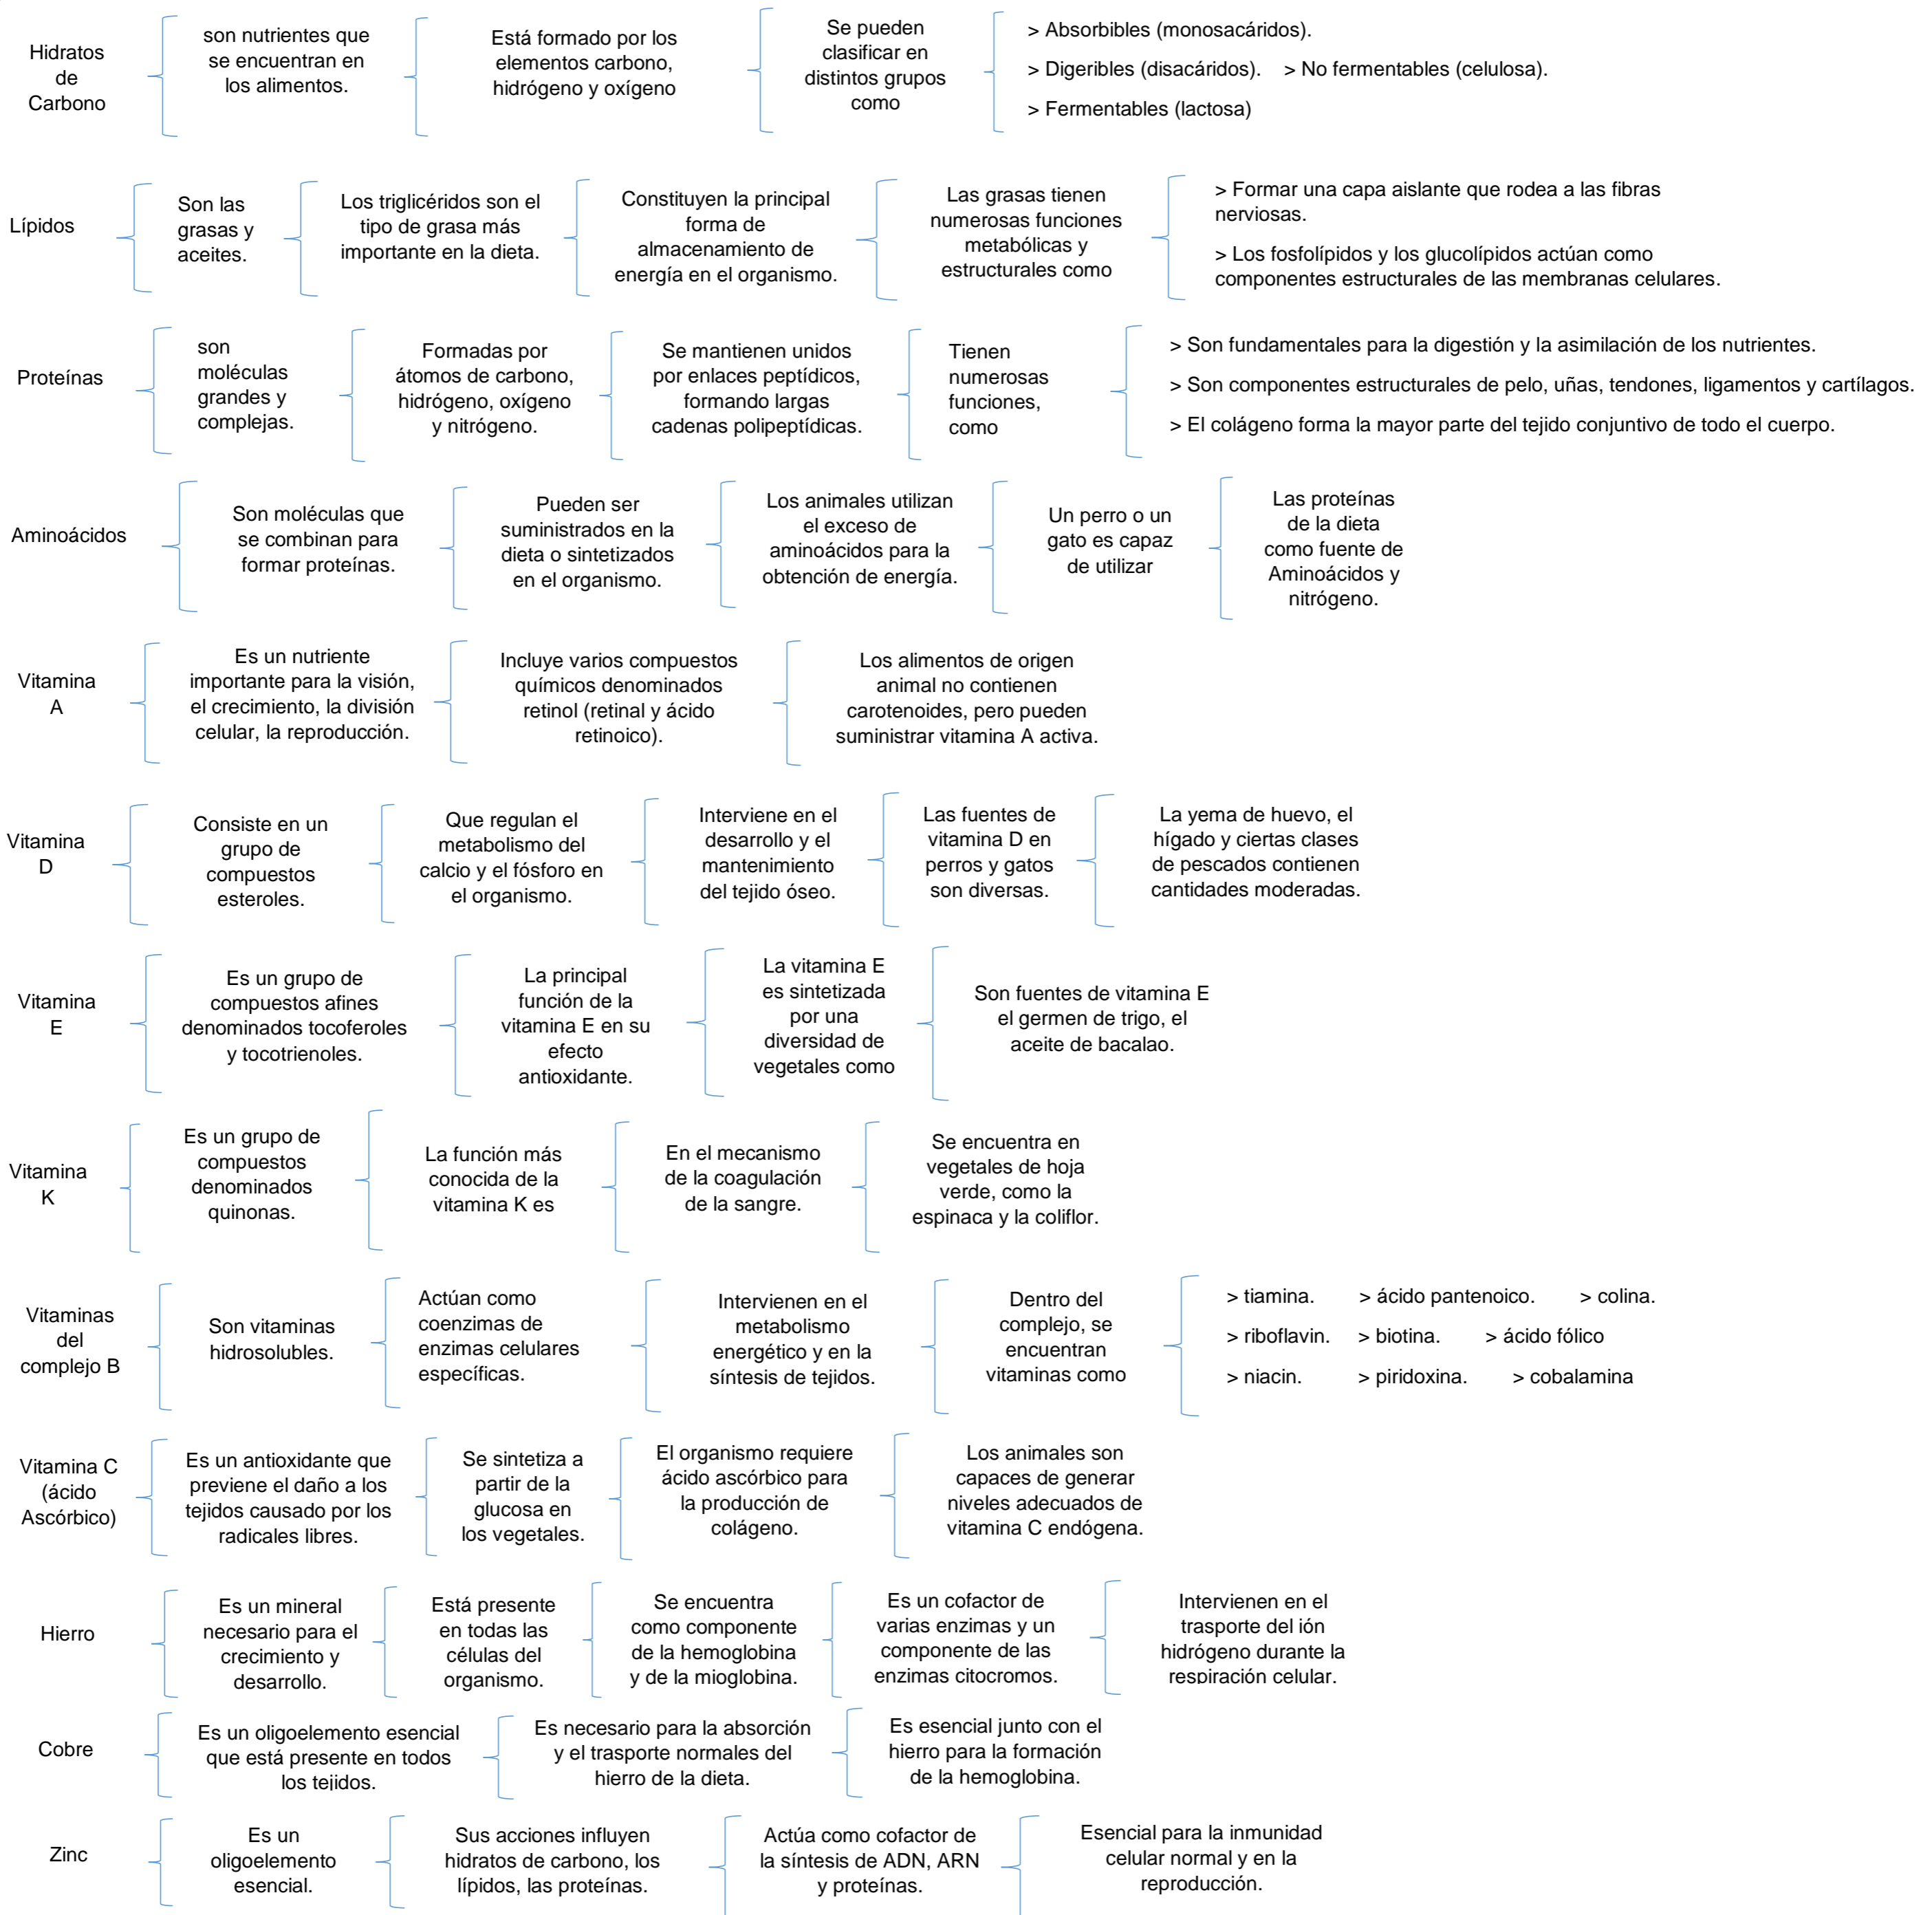 Hidratos
de
Carbono
son nutrientes que
se encuentran en
los alimentos.
Está formado por los
elementos carbono,
hidrógeno y oxígeno
Se pueden
clasificar en
distintos grupos
como
> Absorbibles (monosacáridos).
> Digeribles (disacáridos). > No fermentables (celulosa).
> Fermentables (lactosa)
Lípidos
Son las
grasas y
aceites.
Los triglicéridos son el
tipo de grasa más
importante en la dieta.
Constituyen la principal
forma de
almacenamiento de
energía en el organismo.
Las grasas tienen
numerosas funciones
metabólicas y
estructurales como
> Formar una capa aislante que rodea a las fibras
nerviosas.
> Los fosfolípidos y los glucolípidos actúan como
componentes estructurales de las membranas celulares.
Proteínas
son
moléculas
grandes y
complejas.
Formadas por
átomos de carbono,
hidrógeno, oxígeno
y nitrógeno.
Se mantienen unidos
por enlaces peptídicos,
formando largas
cadenas polipeptídicas.
Tienen
numerosas
funciones,
como
> Son fundamentales para la digestión y la asimilación de los nutrientes.
> Son componentes estructurales de pelo, uñas, tendones, ligamentos y cartílagos.
> El colágeno forma la mayor parte del tejido conjuntivo de todo el cuerpo.
Aminoácidos
Son moléculas que
se combinan para
formar proteínas.
Pueden ser
suministrados en la
dieta o sintetizados
en el organismo.
Los animales utilizan
el exceso de
aminoácidos para la
obtención de energía.
Un perro o un
gato es capaz
de utilizar
Las proteínas
de la dieta
como fuente de
Aminoácidos y
nitrógeno.
Vitamina
A
Es un nutriente
importante para la visión,
el crecimiento, la división
celular, la reproducción.
Incluye varios compuestos
químicos denominados
retinol (retinal y ácido
retinoico).
Los alimentos de origen
animal no contienen
carotenoides, pero pueden
suministrar vitamina A activa.
Vitamina
D
Consiste en un
grupo de
compuestos
esteroles.
Que regulan el
metabolismo del
calcio y el fósforo en
el organismo.
Interviene en el
desarrollo y el
mantenimiento
del tejido óseo.
Las fuentes de
vitamina D en
perros y gatos
son diversas.
La yema de huevo, el
hígado y ciertas clases
de pescados contienen
cantidades moderadas.
Vitamina
E
Es un grupo de
compuestos afines
denominados tocoferoles
y tocotrienoles.
La principal
función de la
vitamina E en su
efecto
antioxidante.
La vitamina E
es sintetizada
por una
diversidad de
vegetales como
Son fuentes de vitamina E
el germen de trigo, el
aceite de bacalao.
Vitamina
K
Es un grupo de
compuestos
denominados
quinonas.
La función más
conocida de la
vitamina K es
En el mecanismo
de la coagulación
de la sangre.
Se encuentra en
vegetales de hoja
verde, como la
espinaca y la coliflor.
Vitaminas
del
complejo B
Son vitaminas
hidrosolubles.
Actúan como
coenzimas de
enzimas celulares
específicas.
Intervienen en el
metabolismo
energético y en la
síntesis de tejidos.
Dentro del
complejo, se
encuentran
vitaminas como
> tiamina. > ácido pantenoico. > colina.
> riboflavin. > biotina. > ácido fólico
> niacin. > piridoxina. > cobalamina
Vitamina C
(ácido
Ascórbico)
Es un antioxidante que
previene el daño a los
tejidos causado por los
radicales libres.
Se sintetiza a
partir de la
glucosa en
los vegetales.
El organismo requiere
ácido ascórbico para
la producción de
colágeno.
Los animales son
capaces de generar
niveles adecuados de
vitamina C endógena.
Hierro
Es un mineral
necesario para el
crecimiento y
desarrollo.
Está presente
en todas las
células del
organismo.
Se encuentra
como componente
de la hemoglobina
y de la mioglobina.
Es un cofactor de
varias enzimas y un
componente de las
enzimas citocromos.
Intervienen en el
trasporte del ión
hidrógeno durante la
respiración celular.
Cobre
Es un oligoelemento esencial
que está presente en todos
los tejidos.
Es necesario para la absorción
y el trasporte normales del
hierro de la dieta.
Es esencial junto con el
hierro para la formación
de la hemoglobina.
Zinc
Es un
oligoelemento
esencial.
Sus acciones influyen
hidratos de carbono, los
lípidos, las proteínas.
Actúa como cofactor de
la síntesis de ADN, ARN
y proteínas.
Esencial para la inmunidad
celular normal y en la
reproducción.